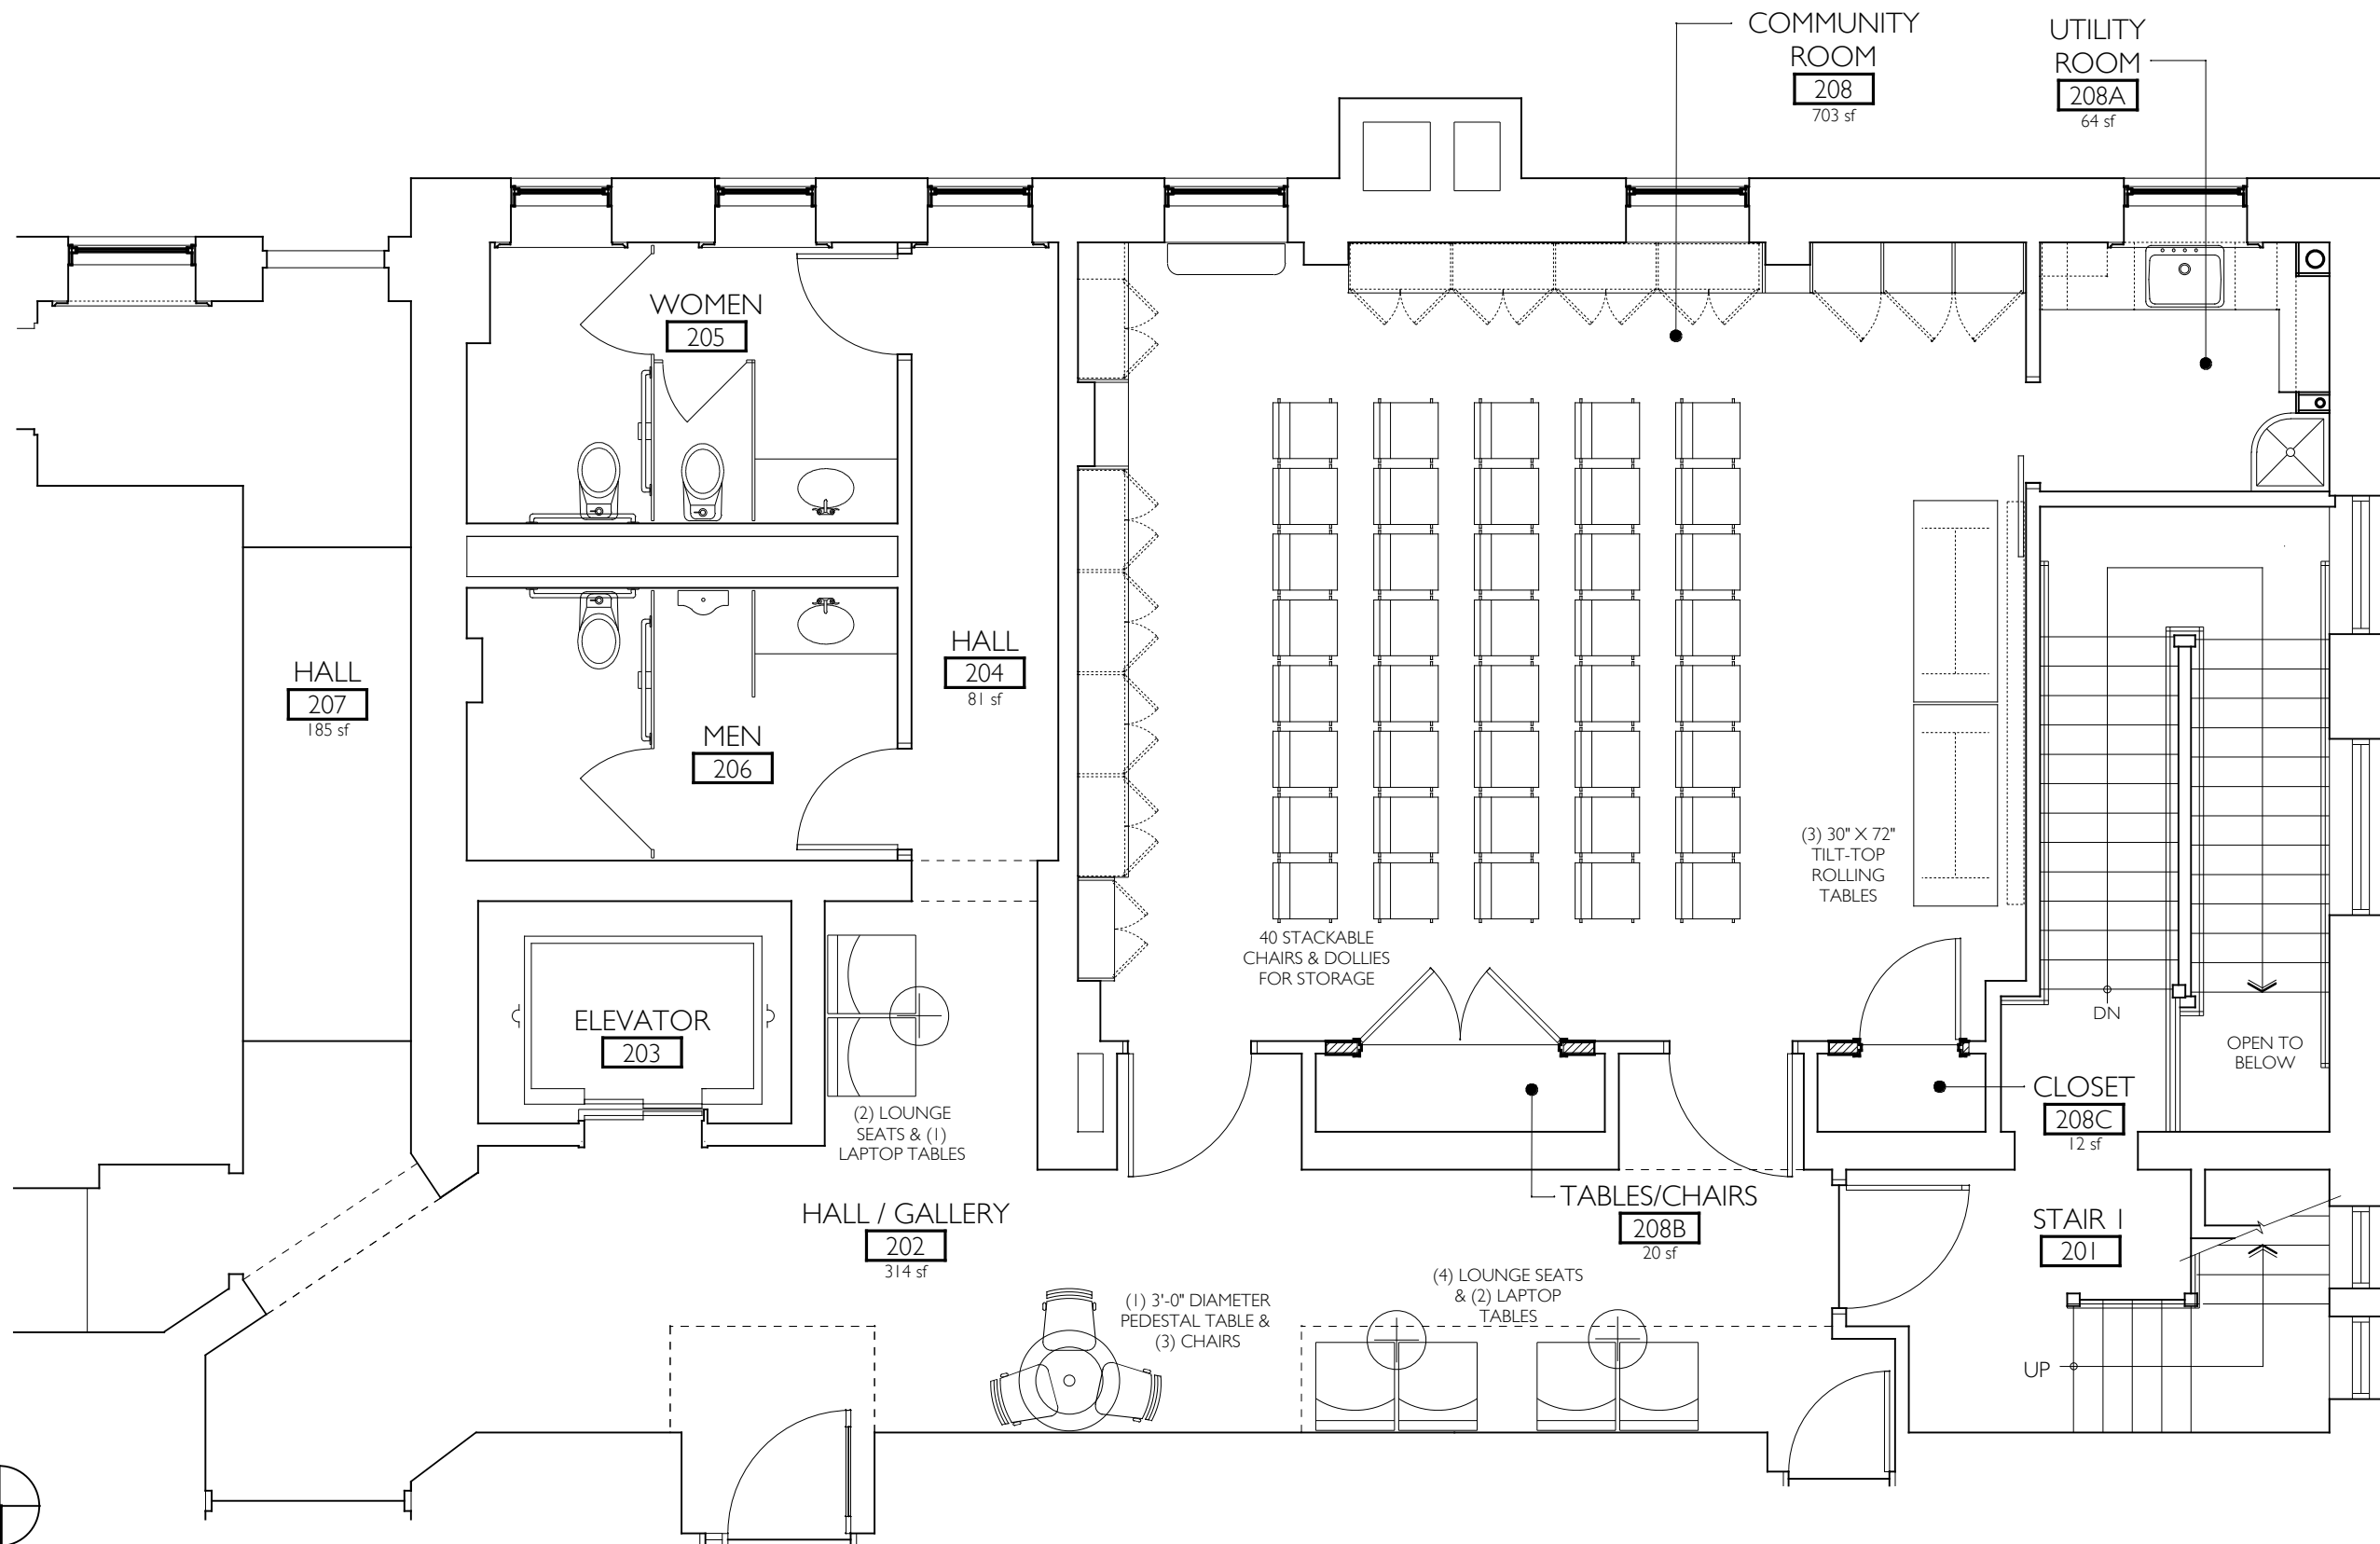 COMMUNITY
ROOM
208
703 sf
UTILITY
ROOM
208A
64 sf
WOMEN
205
HALL
204
81 sf
HALL
207
185 sf
MEN
206
(3) 30" X 72"
TILT-TOP
ROLLING
TABLES
40 STACKABLE
CHAIRS & DOLLIES
FOR STORAGE
ELEVATOR
203
DN
OPEN TO
BELOW
(2) LOUNGE
SEATS & (1)
LAPTOP TABLES
CLOSET
208C
12 sf
HALL / GALLERY
202
314 sf
TABLES/CHAIRS
208B
20 sf
STAIR 1
201
(1) 3'-0" DIAMETER
PEDESTAL TABLE &
(3) CHAIRS
(4) LOUNGE SEATS
& (2) LAPTOP
TABLES
UP